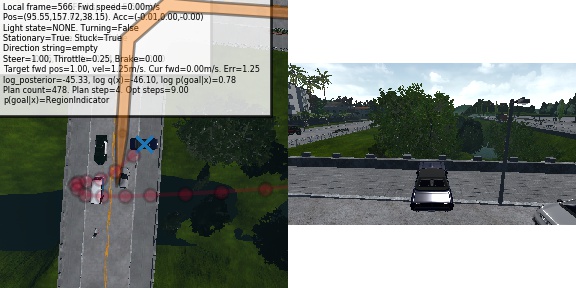 Local frame=566. Fwd speed=0.00m/s
Pos=(95.55,157.72,38.15). Acc=(-0.01,0.00,-0.00)
Light state=NONE. Turning=False
Stationary=True. Stuck=True
Direction string=empty
Steer=1.00, Throttle=0.25, Brake=0.00
Target fwd pos=1.00, vel=1.25m/s. Cur fwd=0.00m/s. Err=1.25
log_posterior=-45.33, log q(x)=-46.10, log p(goal|x)=0.78
Plan count=478. Plan step=4. Opt steps=9.00
p(goal|x)=RegionIndicator